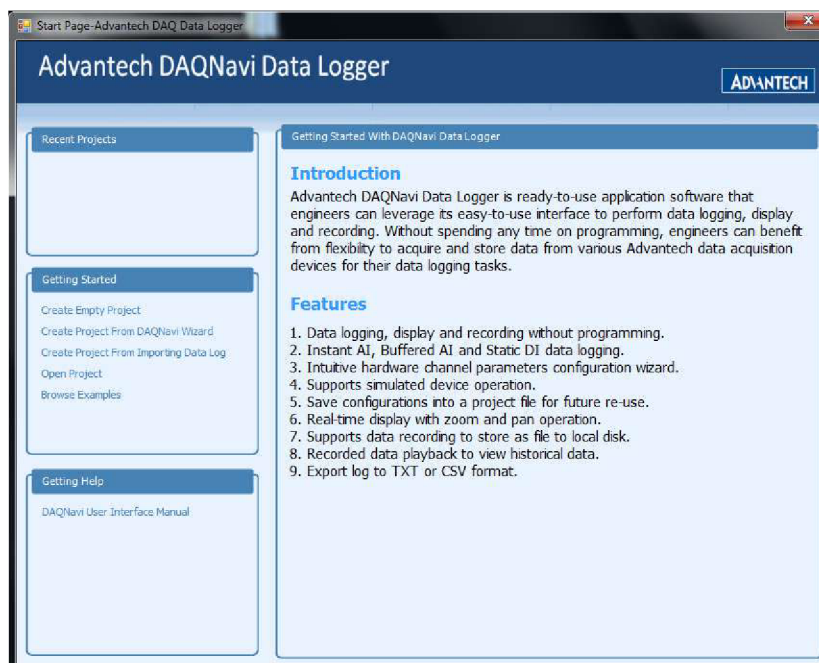 Start Page-Advantech DAQ Data Logger
Advantech DAQNavi Data Logger
ADVANTECH
Recent Projects
Getting Started
Create Empty Project
Create Project From DAQNavi Wizard
Create Project From Importing Data Log
Open Project
Browse Examples
Getting Help
DAQNavi User Interface Manual
Getting Started With DAQNavi Data Logger
Introduction
Advantech DAQNavi Data Logger is ready-to-use application software that
engineers can leverage its easy-to-use interface to perform data logging, display
and recording. Without spending any time on programming, engineers can benefit
from flexibilty to acquire and store data from various Advantech data acquisition
devices for their data logging tasks.
Features
1. Data logging, display and recording without programming.
2. Instant AI, Buffered AI and Static DI data logging.
3. Intuitive hardware channel parameters configuration wizard.
4. Supports simulated device operation.
5. Save configurations into a project file for future re-use.
6. Real-time display with zoom and pan operation.
7. Supports data recording to store as file to local disk.
8. Recorded data playback to view historical data.
9. Export log to TXT or CSV format.